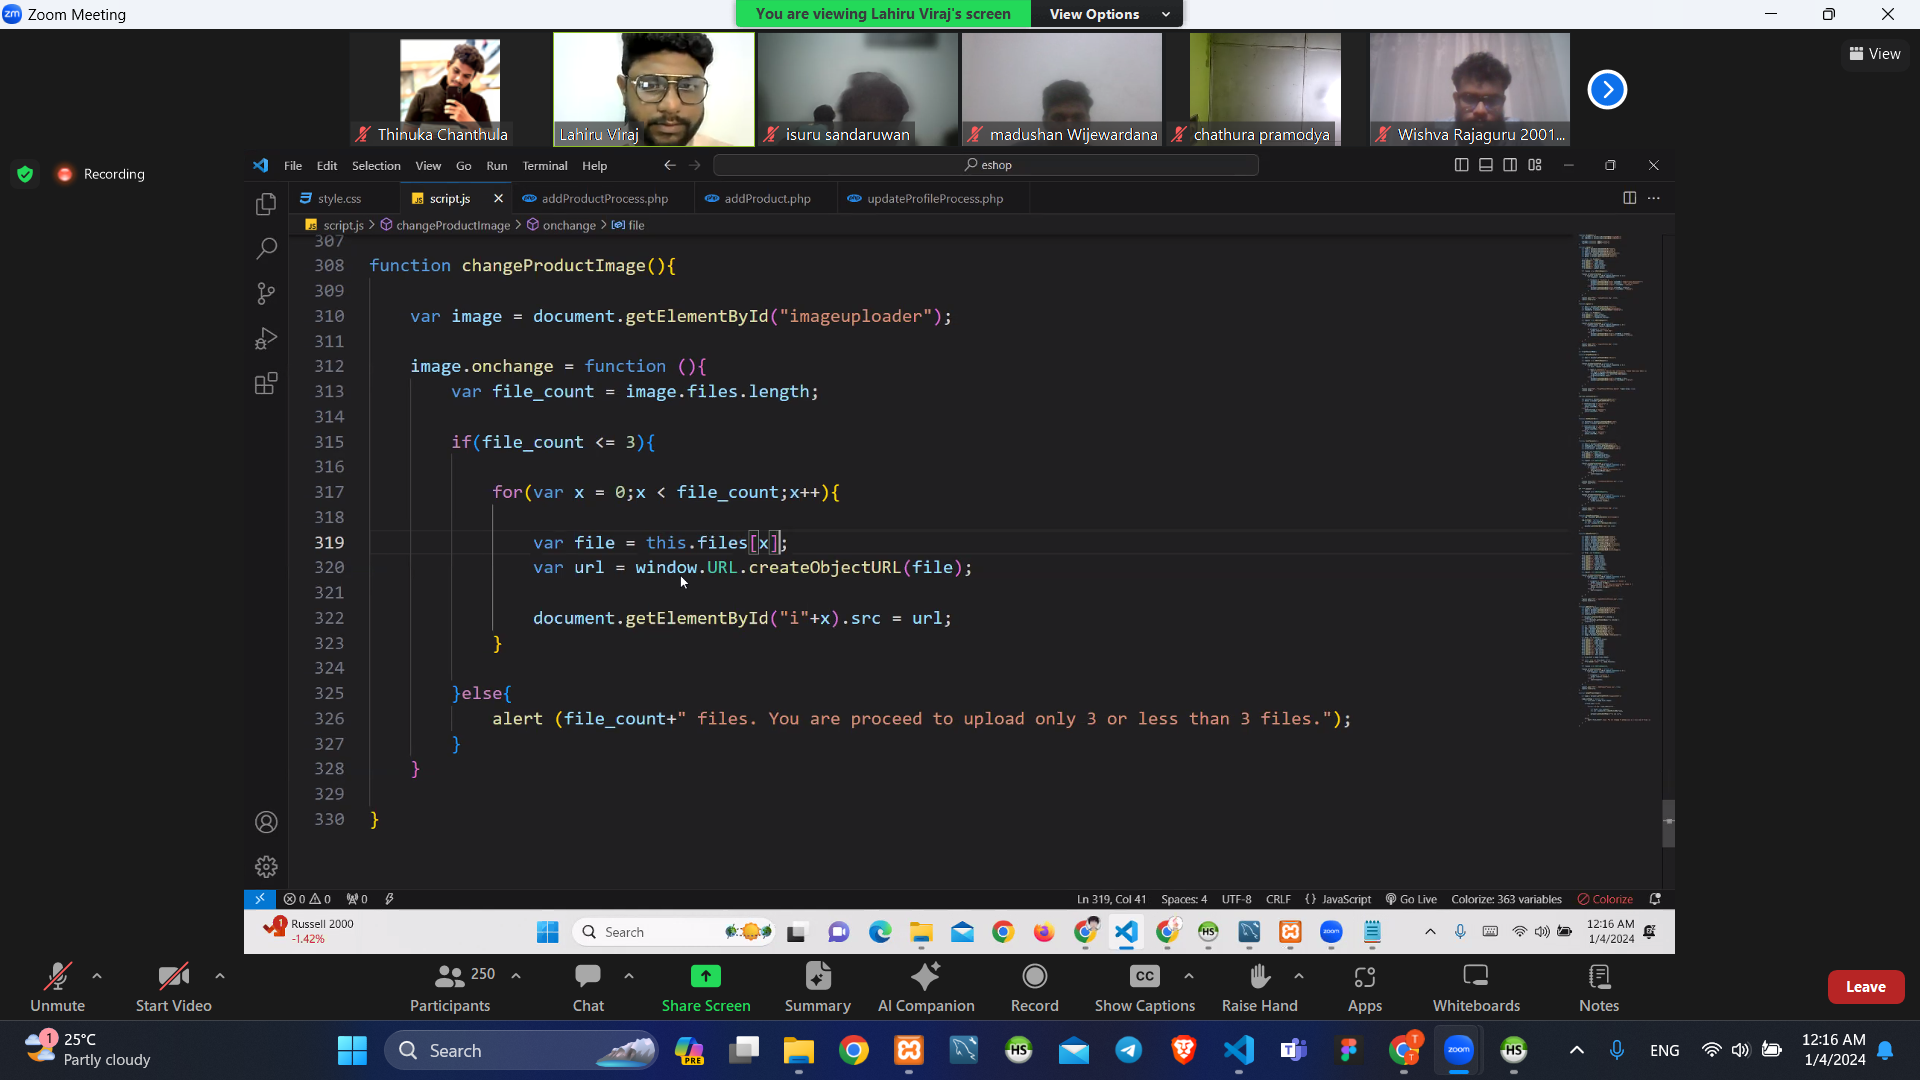 Zoom Meeting
You are viewing Lahiru Viraj's screen View Options
View
Thinuka Chanthula
Lahiru Viraj
isuru sandaruwan
madushan Wijewardana
chathura pramodya
Wishva Rajaguru 2001...
Recording
File Edit Selection View Go Run Terminal Help
eshop
style.css script.js addProductProcess.php addProduct.php updateProfileProcess.php
script.js > changeProductImage > onchange > file
307
308 function changeProductImage(){
309
310 var image = document.getElementById("imageuploader");
311
312 image.onchange = function (){
313 var file_count = image.files.length;
314
315 if(file_count <= 3){
316
317 for(var x = 0;x < file_count;x++){
318
319 var file = this.files[x];
320 var url = window.URL.createObjectURL(file);
321
322 document.getElementById("i"+x).src = url;
323 }
324
325 }else{
326 alert (file_count+" files. You are proceed to upload only 3 or less than 3 files.");
327 }
328 }
329
330 }
0 0 0 Ln 319, Col 41 Spaces: 4 UTF-8 CRLF {} JavaScript Go Live Colorize: 363 variables Colorize
1 Russell 2000
-1.42%
Search
HS
zoom
12:16 AM
1/4/2024
Unmute
Start Video
250
Participants
Chat
Share Screen
Summary
AI Companion
Record
CC
Show Captions
Raise Hand
Apps
Whiteboards
Notes
Leave
1 25°C
Partly cloudy
Search
PRE
HS
T
zoom
HS
ENG
12:16 AM
1/4/2024